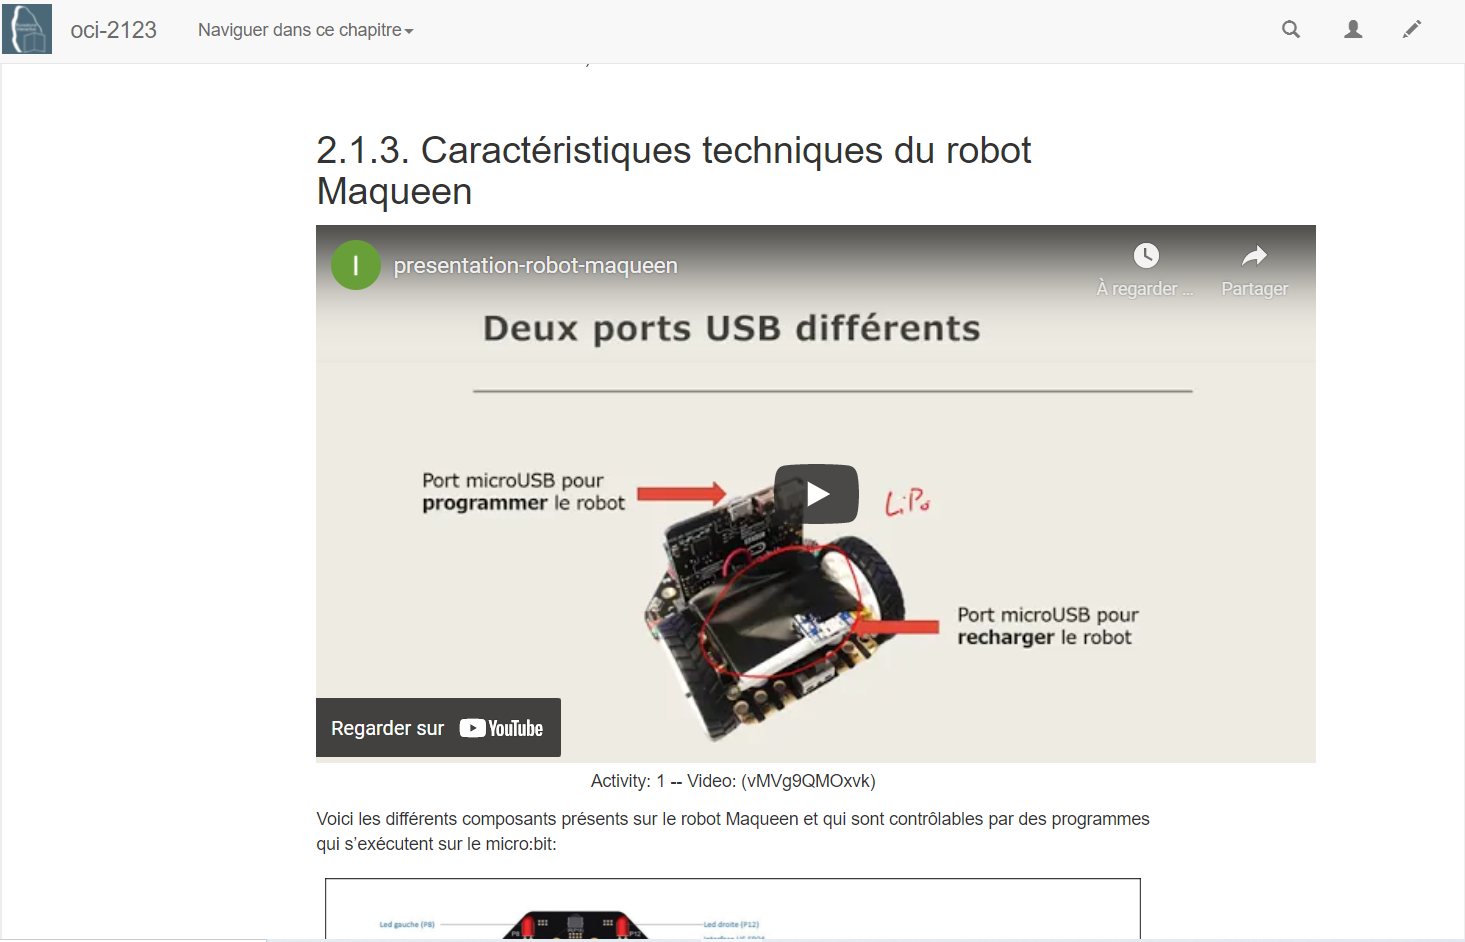 oci-2123
Naviguer dans ce chapitre
2.1.3. Caractéristiques techniques du robot
Maqueen
I
presentation-robot-maqueen
À regarder ...
Partager
Deux ports USB différents
Port microUSB pour
programmer le robot
LiPo
Port microUSB pour
recharger le robot
Regarder sur YouTube
Activity: 1 -- Video: (vMVg9QMOxvk)
Voici les différents composants présents sur le robot Maqueen et qui sont contrôlables par des programmes
qui s'exécutent sur le micro:bit:
Led gauche (P8)
P8
P12
Led droite (P12)